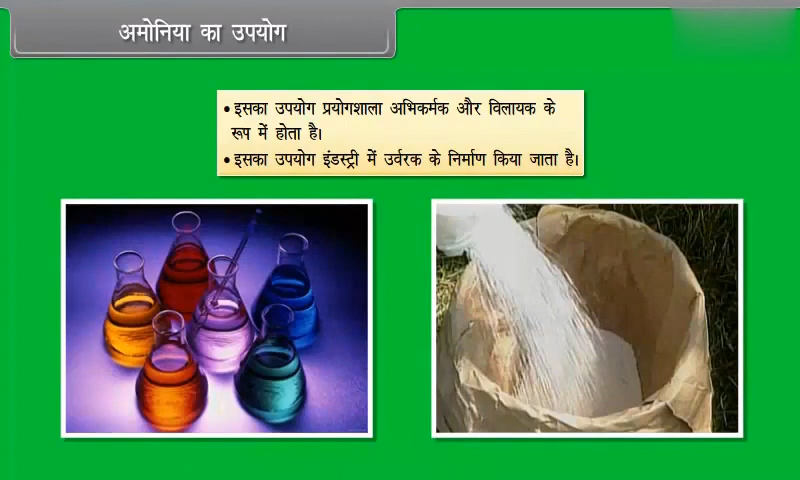 अमोनिया का उपयोग
• इसका उपयोग प्रयोगशाला अभिकर्मक और विलायक के
रूप में होता है।
• इसका उपयोग इंडस्ट्री में उर्वरक के निर्माण किया जाता है।